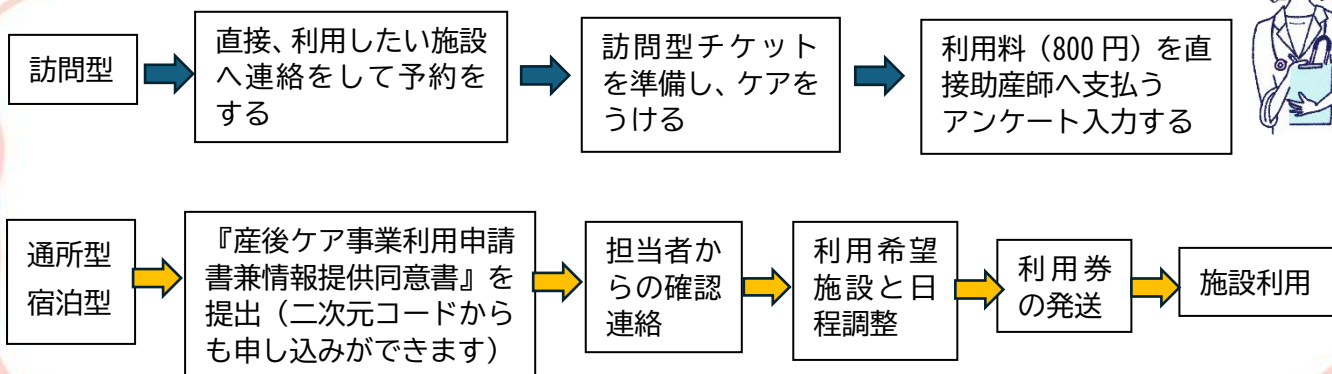 訪問型
直接、利用したい施設
へ連絡をして予約を
する
訪問型チケット
を準備し、ケアを
うける
利用料（800 円）を直
接助産師へ支払う
アンケート入力する
通所型
宿泊型
『産後ケア事業利用申請
書兼情報提供同意書』を
提出（二次元コードから
も申し込みができます）
担当者か
らの確認
連絡
利用希望
施設と日
程調整
利用券
の発送
施設利用